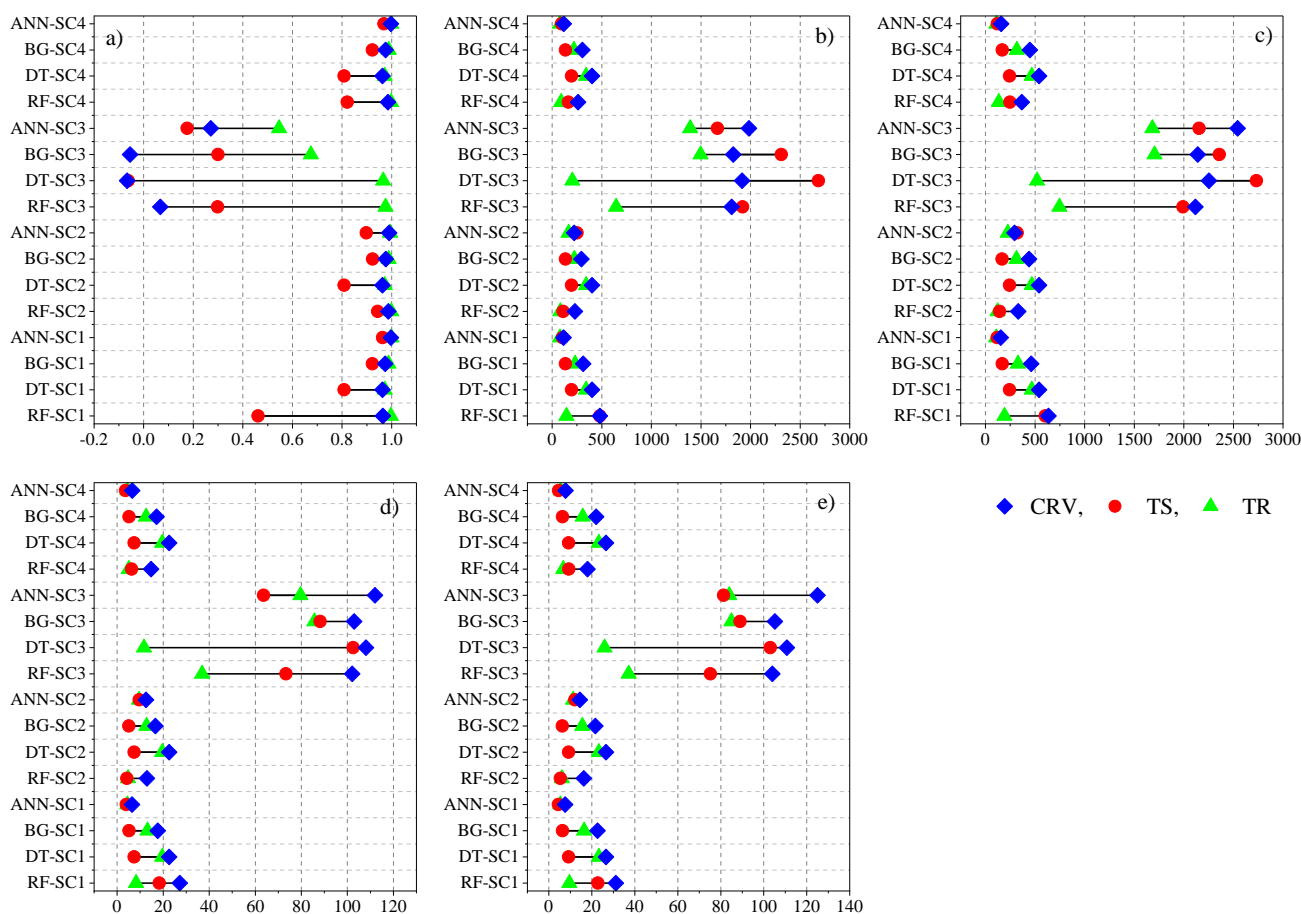 a)
ANN-SC4
BG-SC4
DT-SC4
RF-SC4
ANN-SC3
BG-SC3
DT-SC3
RF-SC3
ANN-SC2
BG-SC2
DT-SC2
RF-SC2
ANN-SC1
BG-SC1
DT-SC1
RF-SC1
-0.2 0.0 0.2 0.4 0.6 0.8 1.0
b)
ANN-SC4
BG-SC4
DT-SC4
RF-SC4
ANN-SC3
BG-SC3
DT-SC3
RF-SC3
ANN-SC2
BG-SC2
DT-SC2
RF-SC2
ANN-SC1
BG-SC1
DT-SC1
RF-SC1
0 500 1000 1500 2000 2500 3000
c)
ANN-SC4
BG-SC4
DT-SC4
RF-SC4
ANN-SC3
BG-SC3
DT-SC3
RF-SC3
ANN-SC2
BG-SC2
DT-SC2
RF-SC2
ANN-SC1
BG-SC1
DT-SC1
RF-SC1
0 500 1000 1500 2000 2500 3000
d)
ANN-SC4
BG-SC4
DT-SC4
RF-SC4
ANN-SC3
BG-SC3
DT-SC3
RF-SC3
ANN-SC2
BG-SC2
DT-SC2
RF-SC2
ANN-SC1
BG-SC1
DT-SC1
RF-SC1
0 20 40 60 80 100 120
e)
ANN-SC4
BG-SC4
DT-SC4
RF-SC4
ANN-SC3
BG-SC3
DT-SC3
RF-SC3
ANN-SC2
BG-SC2
DT-SC2
RF-SC2
ANN-SC1
BG-SC1
DT-SC1
RF-SC1
0 20 40 60 80 100 120 140
CRV, TS, TR